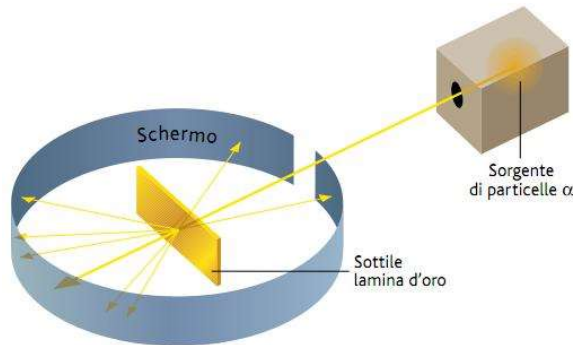 Schermo
Sorgente
di particelle α
Sottile
lamina d'oro